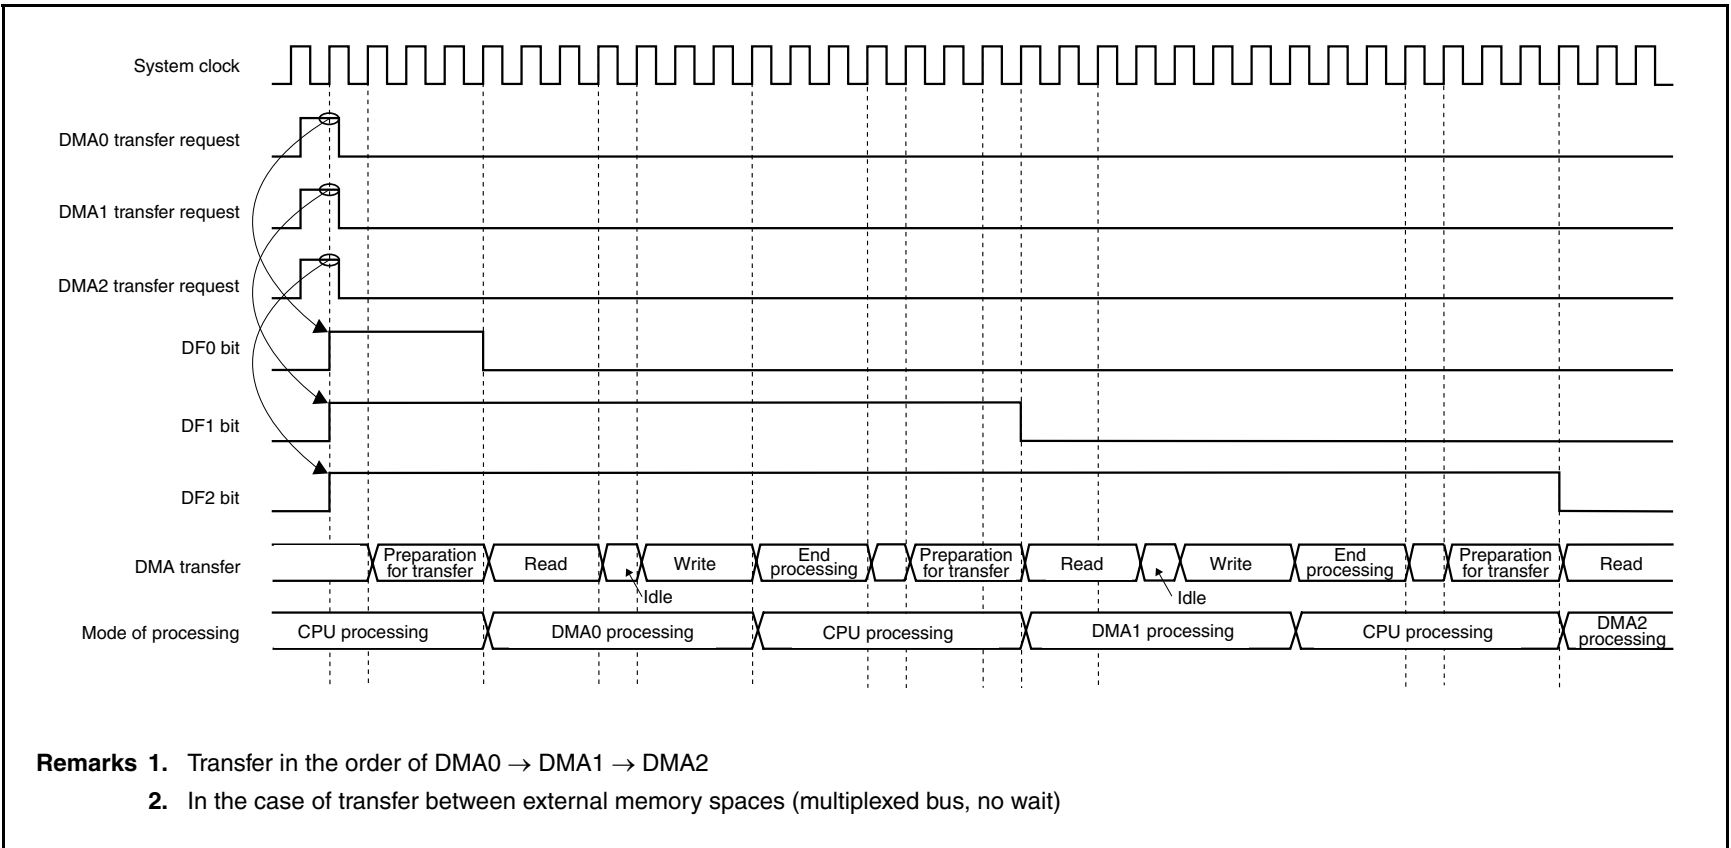 System clock
DMA0 transfer request
DMA1 transfer request
DMA2 transfer request
DF0 bit
DF1 bit
DF2 bit
DMA transfer
Preparation
for transfer
Read
Idle
Write
End
processing
Preparation
for transfer
Read
Idle
Write
End
processing
Preparation
for transfer
Read
Mode of processing
CPU processing
DMA0 processing
CPU processing
DMA1 processing
CPU processing
DMA2
processing
Remarks 1. Transfer in the order of DMA0 → DMA1 → DMA2
2. In the case of transfer between external memory spaces (multiplexed bus, no wait)